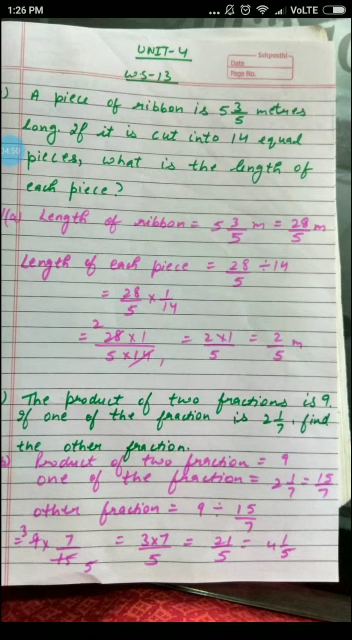 1:26 PM ... VoLTE
UNIT-4
WS-13
Satpreethi
Date
Page No.
) A piece of ribbon is 5 3/5 metres
long. If it is cut into 14 equal
pieces, what is the length of
each piece?
(a) Length of ribbon = 5 3/5 m = 28/5 m
Length of each piece = 28/5 ÷ 14
= 28/5 × 1/14
= 2 28 × 1 / 5 × 14 1 = 2×1/5 = 2/5 m
) The product of two fractions is 9.
If one of the fraction is 2 1/7, find
the other fraction.
) Product of two fraction = 9
one of the fraction = 2 1/7 = 15/7
other fraction = 9 ÷ 15/7
= 3 9 × 7/15 5 = 3×7/5 = 21/5 = 4 1/5